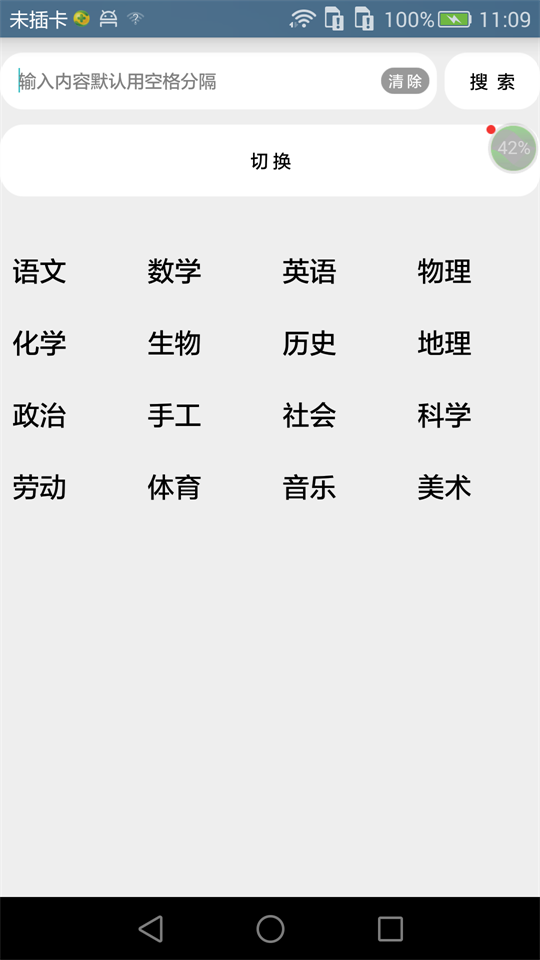 未插卡 100% 11:09
输入内容默认用空格分隔 清除 搜索
切换 42%
语文 数学 英语 物理
化学 生物 历史 地理
政治 手工 社会 科学
劳动 体育 音乐 美术